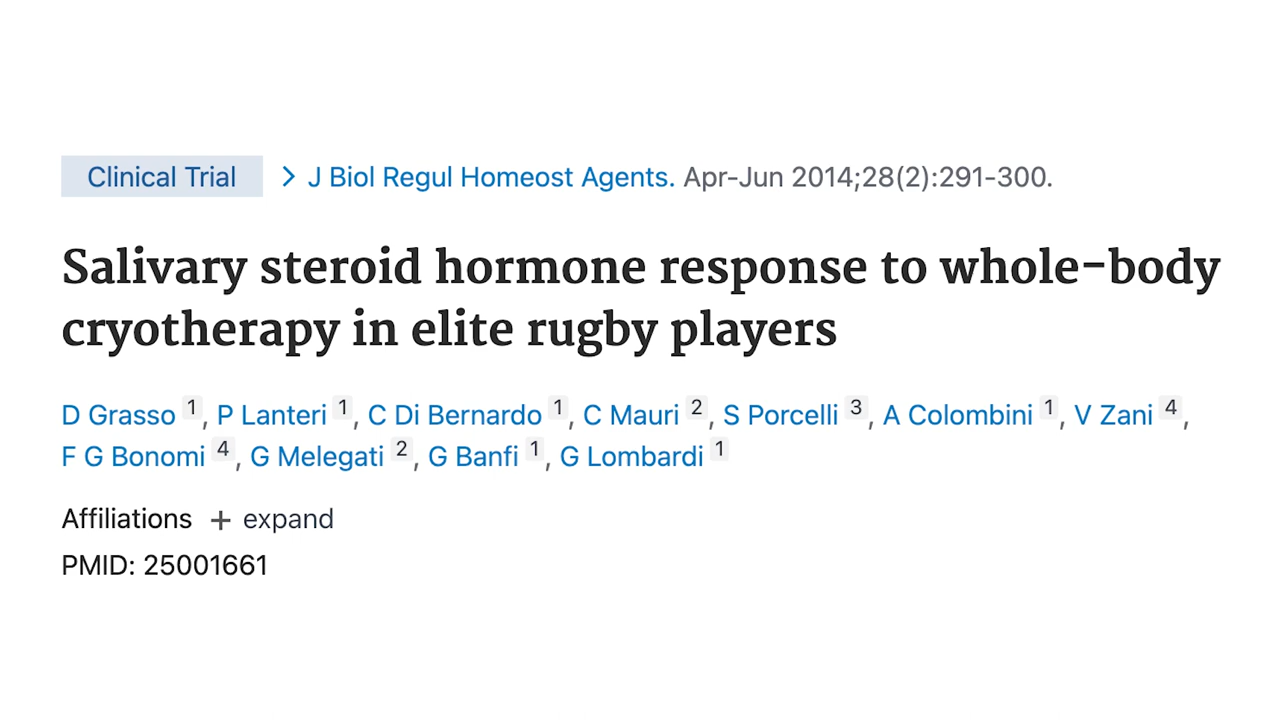 Clinical Trial > J Biol Regul Homeost Agents. Apr-Jun 2014;28(2):291-300.
Salivary steroid hormone response to whole-body
cryotherapy in elite rugby players
D Grasso 1, P Lanteri 1, C Di Bernardo 1, C Mauri 2, S Porcelli 3, A Colombini 1, V Zani 4,
F G Bonomi 4, G Melegati 2, G Banfi 1, G Lombardi 1
Affiliations + expand
PMID: 25001661